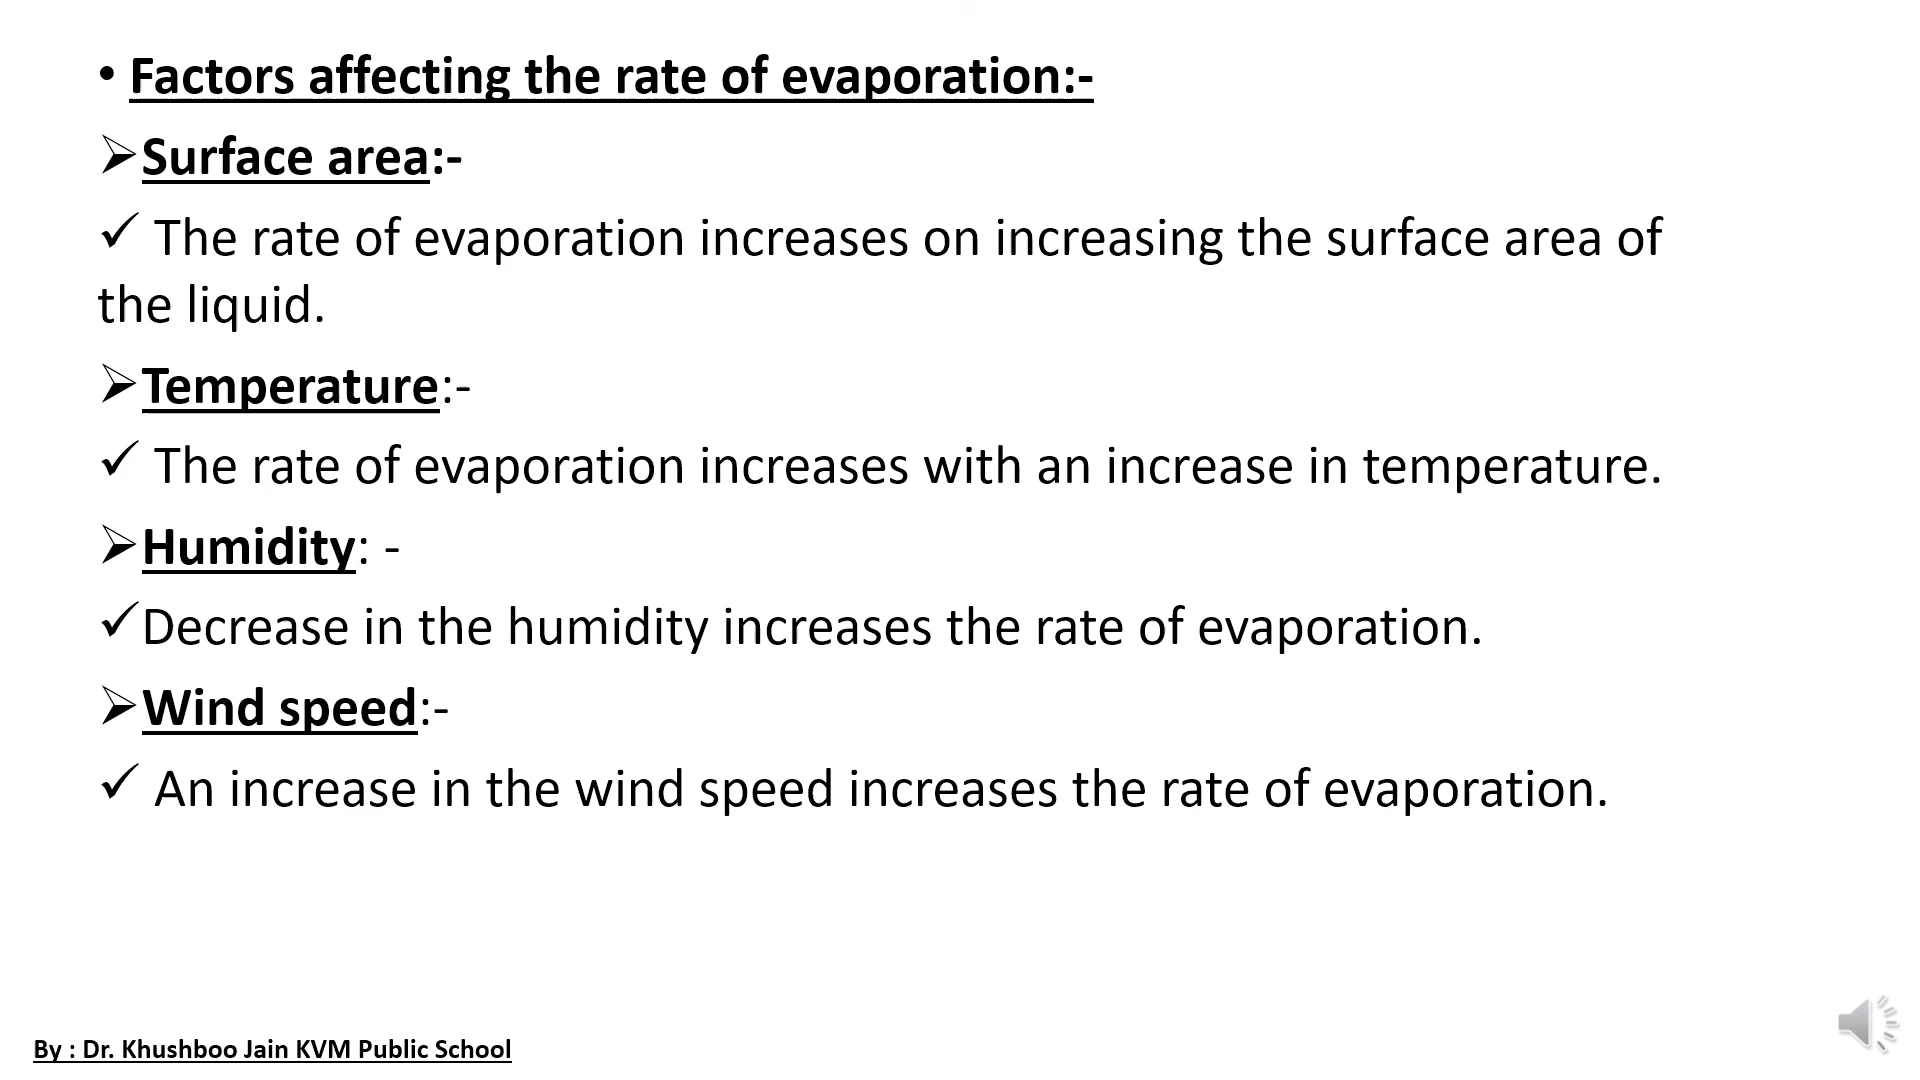 • Factors affecting the rate of evaporation:-
➢Surface area:-
✓ The rate of evaporation increases on increasing the surface area of
the liquid.
➢Temperature:-
✓ The rate of evaporation increases with an increase in temperature.
➢Humidity: -
✓Decrease in the humidity increases the rate of evaporation.
➢Wind speed:-
✓ An increase in the wind speed increases the rate of evaporation.
By : Dr. Khushboo Jain KVM Public School